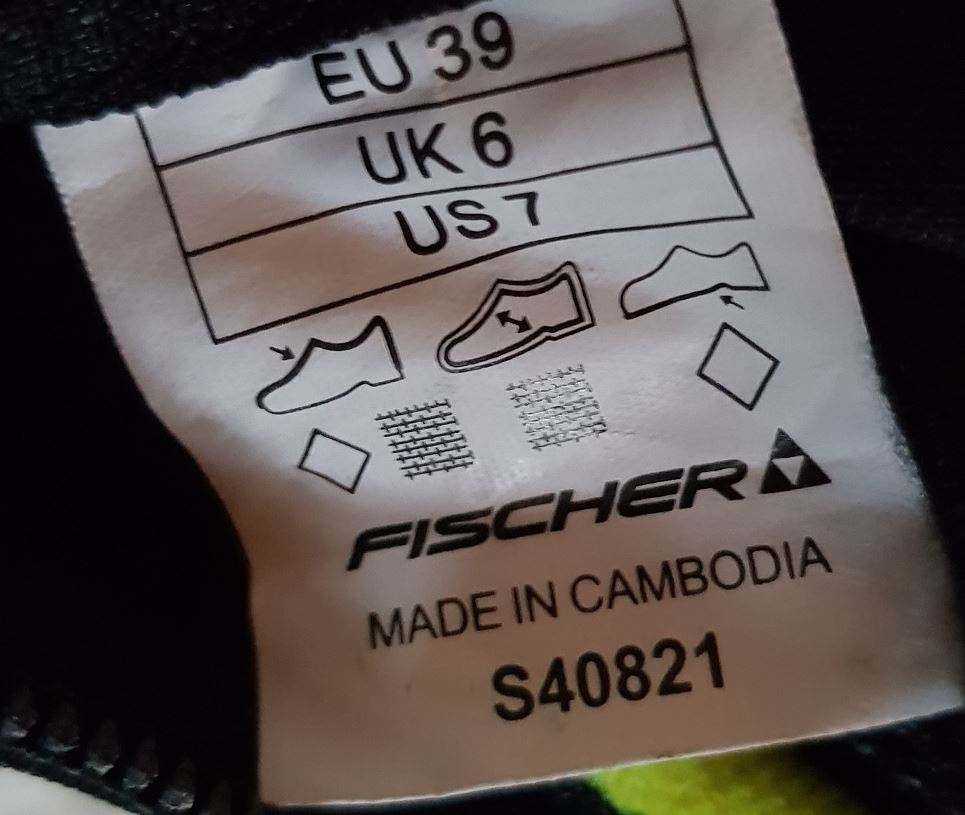 EU 39
UK 6
US 7
FISCHER
MADE IN CAMBODIA
S40821